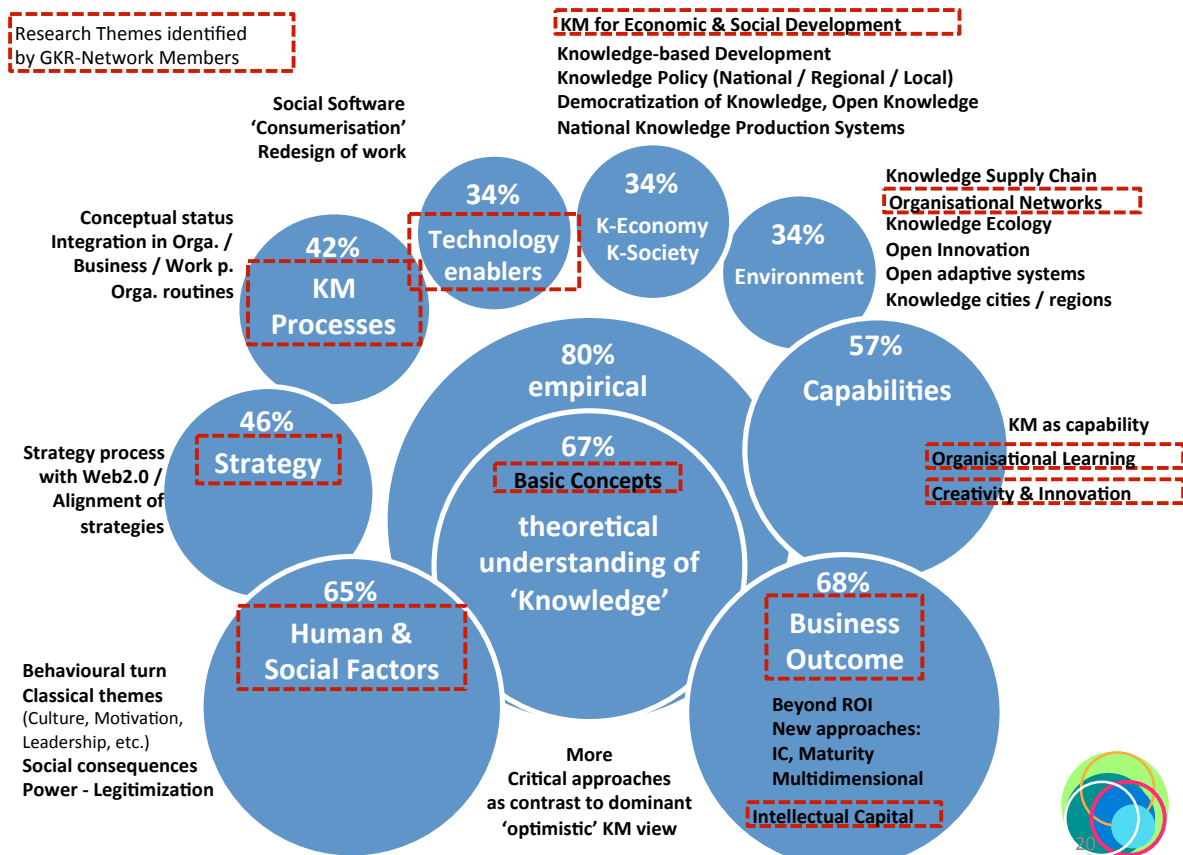 Research Themes identified
by GKR-Network Members
KM for Economic & Social Development
Knowledge-based Development
Knowledge Policy (National / Regional / Local)
Democratization of Knowledge, Open Knowledge
National Knowledge Production Systems
Social Software
‘Consumerisation’
Redesign of work
34%
Technology
enablers
34%
K-Economy
K-Society
34%
Environment
Knowledge Supply Chain
Organisational Networks
Knowledge Ecology
Open Innovation
Open adaptive systems
Knowledge cities / regions
Conceptual status
Integration in Orga. /
Business / Work p.
Orga. routines
42%
KM
Processes
80%
empirical
57%
Capabilities
KM as capability
Organisational Learning
Creativity & Innovation
46%
Strategy
Strategy process
with Web2.0 /
Alignment of
strategies
67%
Basic Concepts
theoretical
understanding of
‘Knowledge’
65%
Human &
Social Factors
68%
Business
Outcome
Beyond ROI
New approaches:
IC, Maturity
Multidimensional
Intellectual Capital
Behavioural turn
Classical themes
(Culture, Motivation,
Leadership, etc.)
Social consequences
Power - Legitimization
More
Critical approaches
as contrast to dominant
‘optimistic’ KM view
20